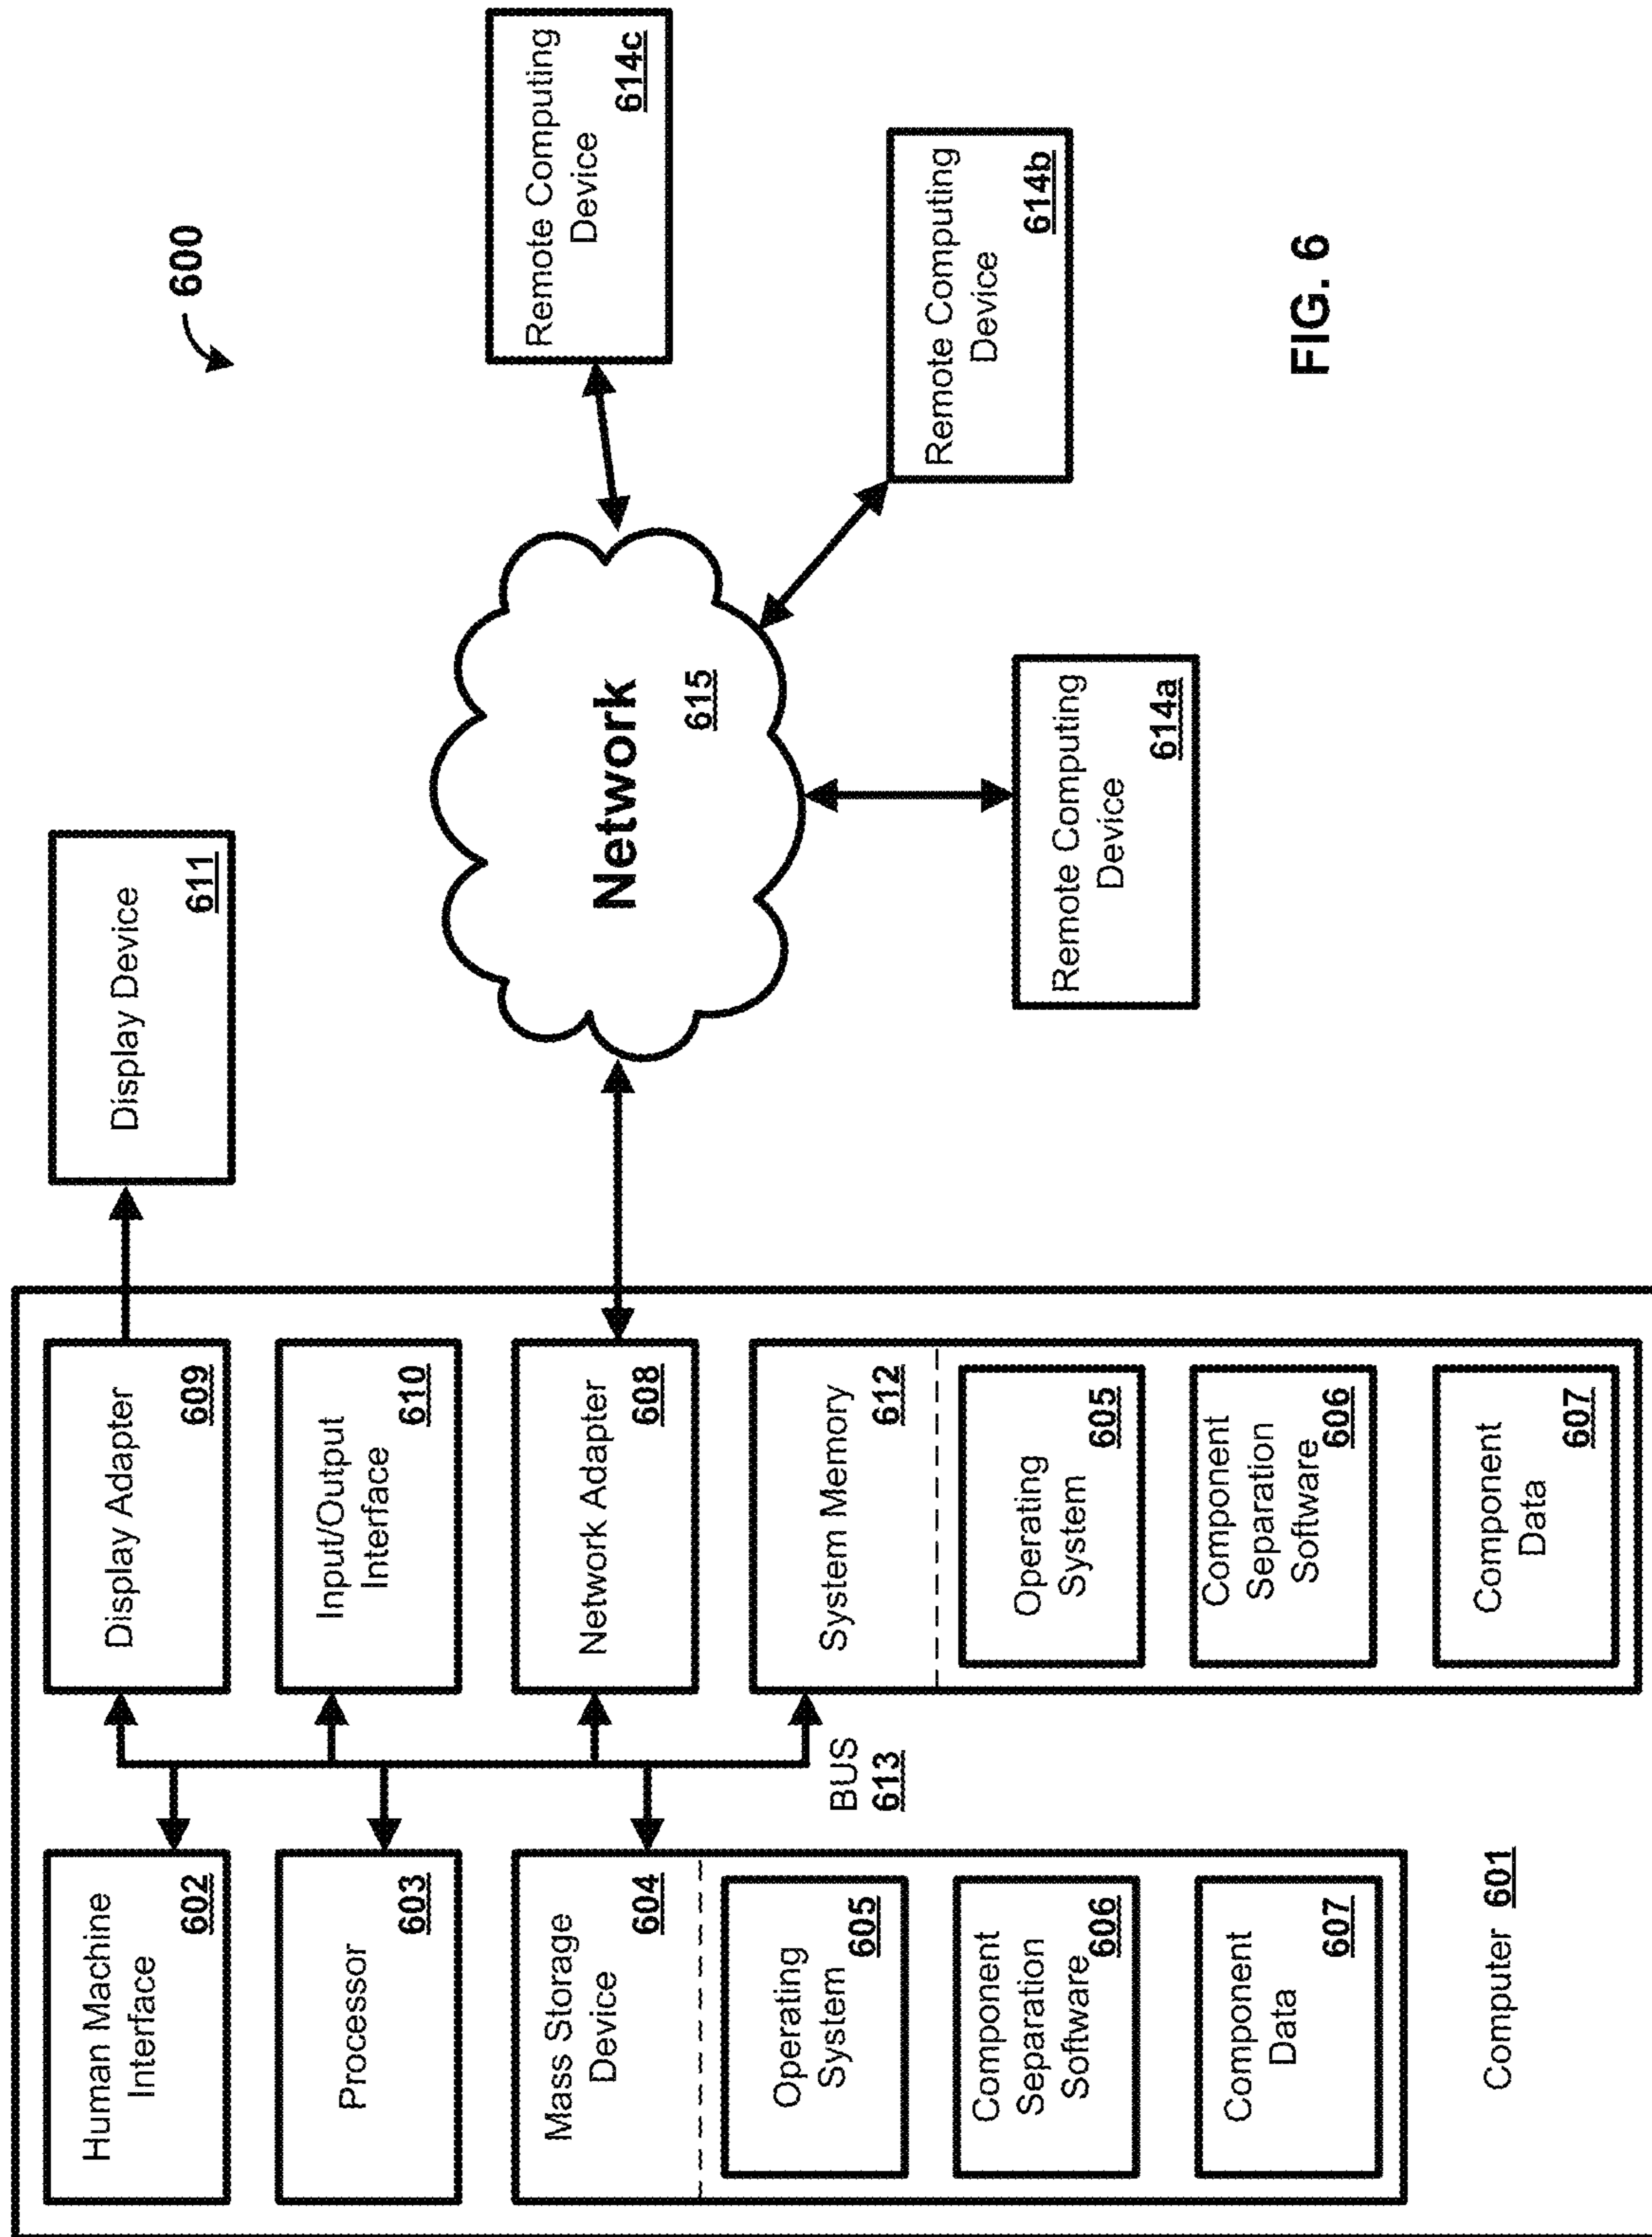 600
Human Machine
Interface
602
Processor
603
Mass Storage
Device
604
Operating
System
605
Component
Separation
Software
606
Component
Data
607
Computer 601
BUS
613
Display Adapter
609
Input/Output
Interface
610
Network Adapter
608
System Memory
612
Operating
System
605
Component
Separation
Software
606
Component
Data
607
Display Device
611
Network
615
Remote Computing
Device
614a
Remote Computing
Device
614b
Remote Computing
Device
614c
FIG. 6